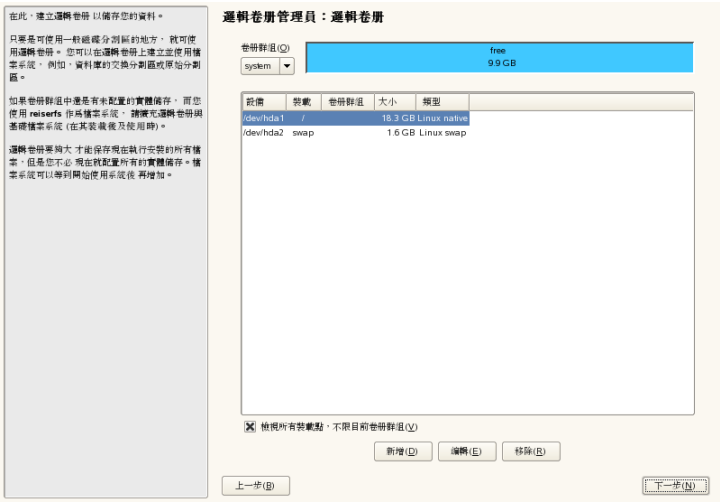 在此，建立邏輯卷册 以儲存您的資料。
只要是可使用一般磁碟分割區的地方， 就可使
用邏輯卷册。 您可以在邏輯卷册上建立並使用檔
案系統， 例如，資料庫的交換分割區或原始分割
區。
如果卷册群組中還是有未配置的實體儲存， 而您
使用 reiserfs 作爲檔案系統， 請擴充邏輯卷册與
基礎檔案系統 (在其裝載後及使用時)。
邏輯卷册要夠大 才能保存現在執行安裝的所有檔
案，但是您不必 現在就配置所有的實體儲存。檔
案系統可以等到開始使用系統後 再增加。
邏輯卷册管理員：邏輯卷册
卷册群組(O)
system
free
9.9 GB
設備 裝載 卷册群組 大小 類型
/dev/hda1 / 18.3 GB Linux native
/dev/hda2 swap 1.6 GB Linux swap
檢視所有裝載點，不限目前卷册群組(V)
新增(D) 編輯(E) 移除(R)
上一步(B) 下一步(N)